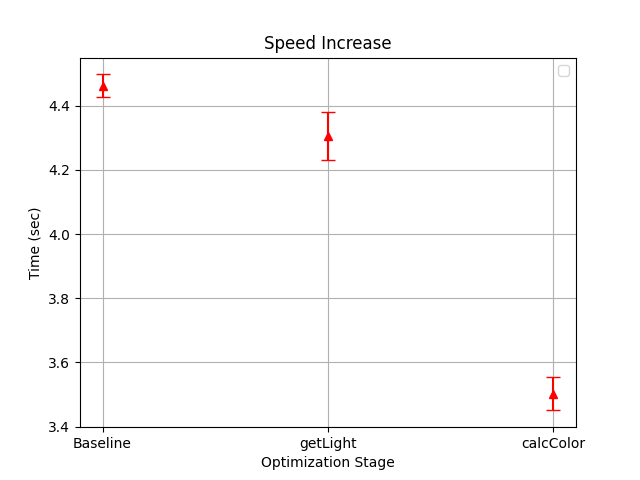 Speed Increase
4.4
4.2
4.0
3.8
3.6
3.4
Time (sec)
Baseline
getLight
calcColor
Optimization Stage